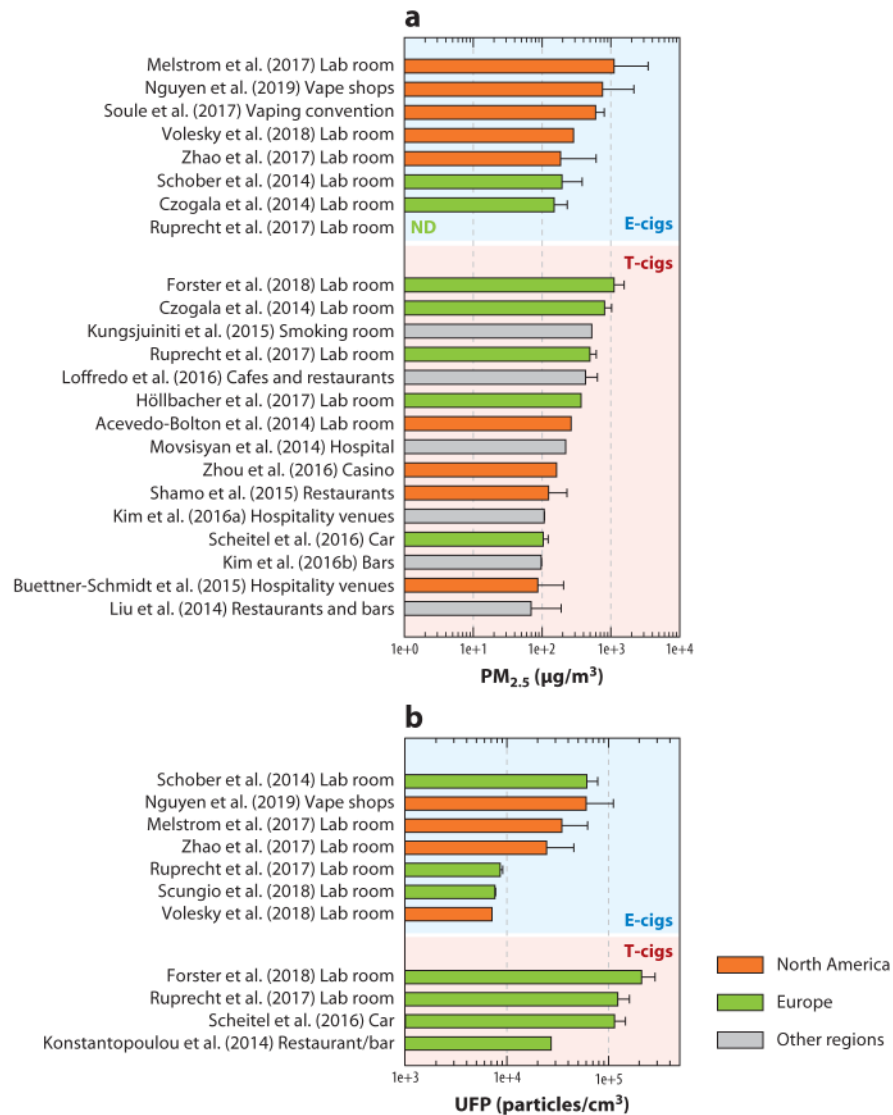 a
Melstrom et al. (2017) Lab room
Nguyen et al. (2019) Vape shops
Soule et al. (2017) Vaping convention
Volesky et al. (2018) Lab room
Zhao et al. (2017) Lab room
Schober et al. (2014) Lab room
Czogala et al. (2014) Lab room
Ruprecht et al. (2017) Lab room
ND
E-cigs
T-cigs
Forster et al. (2018) Lab room
Czogala et al. (2014) Lab room
Kungsjuiniti et al. (2015) Smoking room
Ruprecht et al. (2017) Lab room
Loffredo et al. (2016) Cafes and restaurants
Höllbacher et al. (2017) Lab room
Acevedo-Bolton et al. (2014) Lab room
Movsisyan et al. (2014) Hospital
Zhou et al. (2016) Casino
Shamo et al. (2015) Restaurants
Kim et al. (2016a) Hospitality venues
Scheitel et al. (2016) Car
Kim et al. (2016b) Bars
Buettner-Schmidt et al. (2015) Hospitality venues
Liu et al. (2014) Restaurants and bars
1e+0 1e+1 1e+2 1e+3 1e+4
PM2.5 (μg/m³)
b
Schober et al. (2014) Lab room
Nguyen et al. (2019) Vape shops
Melstrom et al. (2017) Lab room
Zhao et al. (2017) Lab room
Ruprecht et al. (2017) Lab room
Scungio et al. (2018) Lab room
Volesky et al. (2018) Lab room
E-cigs
T-cigs
Forster et al. (2018) Lab room
Ruprecht et al. (2017) Lab room
Scheitel et al. (2016) Car
Konstantopoulou et al. (2014) Restaurant/bar
1e+3 1e+4 1e+5
UFP (particles/cm³)
North America
Europe
Other regions